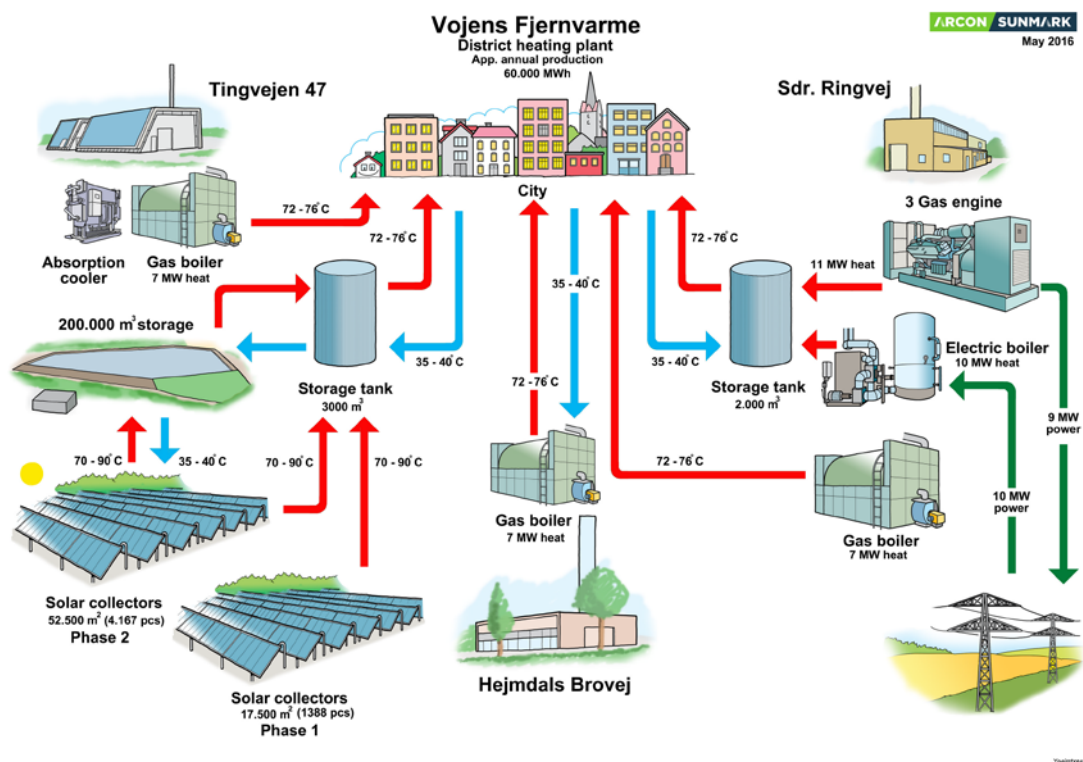 Vojens Fjernvarme
District heating plant
App. annual production
60.000 MWh
ARCON SUNMARK
May 2016
Tingvejen 47
Sdr. Ringvej
City
3 Gas engine
72 - 76°C
72 - 76°C
72 - 76°C
Absorption
cooler
Gas boiler
7 MW heat
11 MW heat
35 - 40°C
200.000 m³ storage
35 - 40°C
35 - 40°C
Electric boiler
10 MW heat
Storage tank
3000 m³
72 - 76°C
Storage tank
2.000 m³
9 MW
power
70 - 90°C
35 - 40°C
70 - 90°C
70 - 90°C
72 - 76°C
10 MW
power
Gas boiler
7 MW heat
Gas boiler
7 MW heat
Solar collectors
52.500 m² (4.167 pcs)
Phase 2
Hejmdals Brovej
Solar collectors
17.500 m² (1388 pcs)
Phase 1